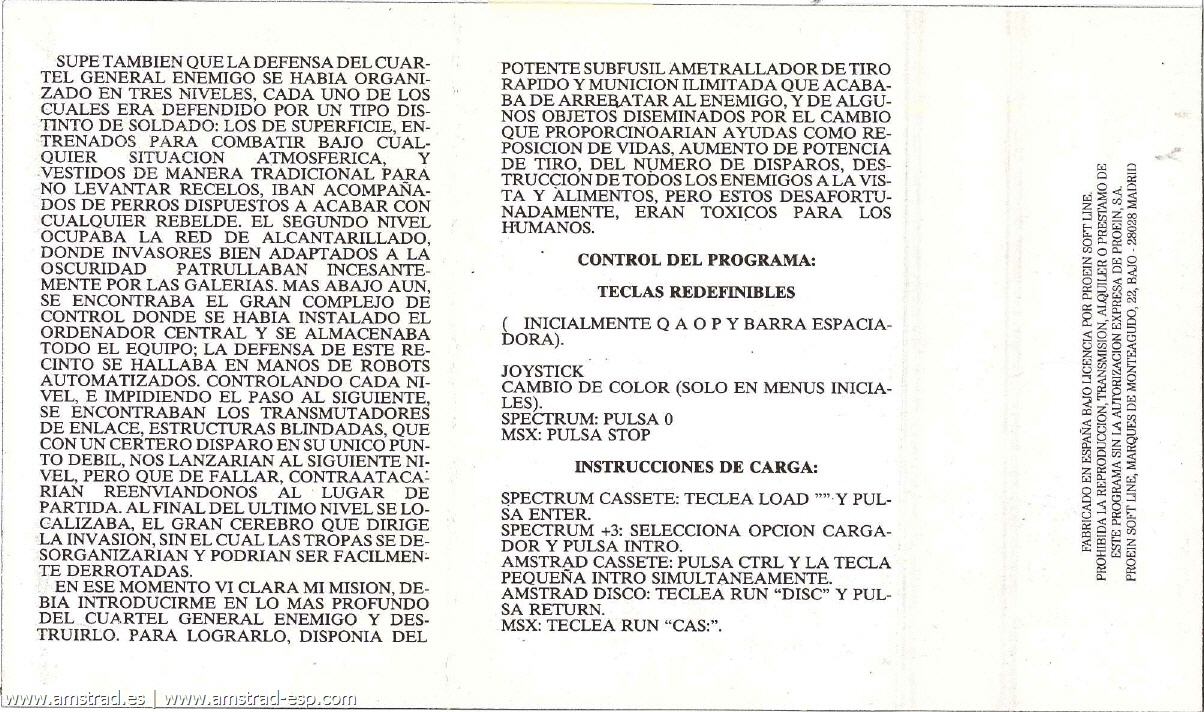 SUPE TAMBIEN QUE LA DEFENSA DEL CUAR-
TEL GENERAL ENEMIGO SE HABIA ORGANI-
ZADO EN TRES NIVELES, CADA UNO DE LOS
CUALES ERA DEFENDIDO POR UN TIPO DIS-
TINTO DE SOLDADO: LOS DE SUPERFICIE, EN-
TRENADOS PARA COMBATIR BAJO CUAL-
QUIER SITUACION ATMOSFERICA, Y
VESTIDOS DE MANERA TRADICIONAL PARA
NO LEVANTAR RECELOS, IBAN ACOMPAÑA-
DOS DE PERROS DISPUESTOS A ACABAR CON
CUALQUIER REBELDE. EL SEGUNDO NIVEL
OCUPABA LA RED DE ALCANTARILLADO,
DONDE INVASORES BIEN ADAPTADOS A LA
OSCURIDAD PATRULLABAN INCESANTE-
MENTE POR LAS GALERIAS. MAS ABAJO AUN,
SE ENCONTRABA EL GRAN COMPLEJO DE
CONTROL DONDE SE HABIA INSTALADO EL
ORDENADOR CENTRAL Y SE ALMACENABA
TODO EL EQUIPO; LA DEFENSA DE ESTE RE-
CINTO SE HALLABA EN MANOS DE ROBOTS
AUTOMATIZADOS. CONTROLANDO CADA NI-
VEL, E IMPIDIENDO EL PASO AL SIGUIENTE,
SE ENCONTRABAN LOS TRANSMUTADORES
DE ENLACE, ESTRUCTURAS BLINDADAS, QUE
CON UN CERTERO DISPARO EN SU UNICO PUN-
TO DEBIL, NOS LANZARIAN AL SIGUIENTE NI-
VEL, PERO QUE DE FALLAR, CONTRAATACA-
RIAN REENVIANDONOS AL LUGAR DE
PARTIDA. AL FINAL DEL ULTIMO NIVEL SE LO-
CALIZABA, EL GRAN CEREBRO QUE DIRIGE
LA INVASION, SIN EL CUAL LAS TROPAS SE DE-
SORGANIZARIAN Y PODRIAN SER FACILMEN-
TE DERROTADAS.
EN ESE MOMENTO VI CLARA MI MISION, DE-
BIA INTRODUCIRME EN LO MAS PROFUNDO
DEL CUARTEL GENERAL ENEMIGO Y DES-
TRUIRLO. PARA LOGRARLO, DISPONIA DEL
POTENTE SUBFUSIL AMETRALLADOR DE TIRO
RAPIDO Y MUNICION ILIMITADA QUE ACABA-
BA DE ARREBATAR AL ENEMIGO, Y DE ALGU-
NOS OBJETOS DISEMINADOS POR EL CAMBIO
QUE PROPORCINOARIAN AYUDAS COMO RE-
POSICION DE VIDAS, AUMENTO DE POTENCIA
DE TIRO, DEL NUMERO DE DISPAROS, DES-
TRUCCION DE TODOS LOS ENEMIGOS A LA VIS-
TA Y ALIMENTOS, PERO ESTOS DESAFORTU-
NADAMENTE, ERAN TOXICOS PARA LOS
HUMANOS.
CONTROL DEL PROGRAMA:
TECLAS REDEFINIBLES
( INICIALMENTE Q A O P Y BARRA ESPACIA-
DORA).
JOYSTICK
CAMBIO DE COLOR (SOLO EN MENUS INICIA-
LES).
SPECTRUM: PULSA 0
MSX: PULSA STOP
INSTRUCCIONES DE CARGA:
SPECTRUM CASSETE: TECLEA LOAD ”” Y PUL-
SA ENTER.
SPECTRUM +3: SELECCIONA OPCION CARGA-
DOR Y PULSA INTRO.
AMSTRAD CASSETE: PULSA CTRL Y LA TECLA
PEQUEÑA INTRO SIMULTANEAMENTE.
AMSTRAD DISCO: TECLEA RUN “DISC” Y PUL-
SA RETURN.
MSX: TECLEA RUN “CAS:”.
FABRICADO EN ESPAÑA BAJO LICENCIA POR PROEIN SOFT LINE.
PROHIBIDA LA REPRODUCCION, TRANSMISION, ALQUILER O PRESTAMO DE
ESTE PROGRAMA SIN LA AUTORIZACION EXPRESA DE PROEIN, S.A.
PROEIN SOFT LINE, MARQUES DE MONTEAGUDO, 22, BAJO - 28028 MADRID
www.amstrad.es | www.amstrad-esp.com